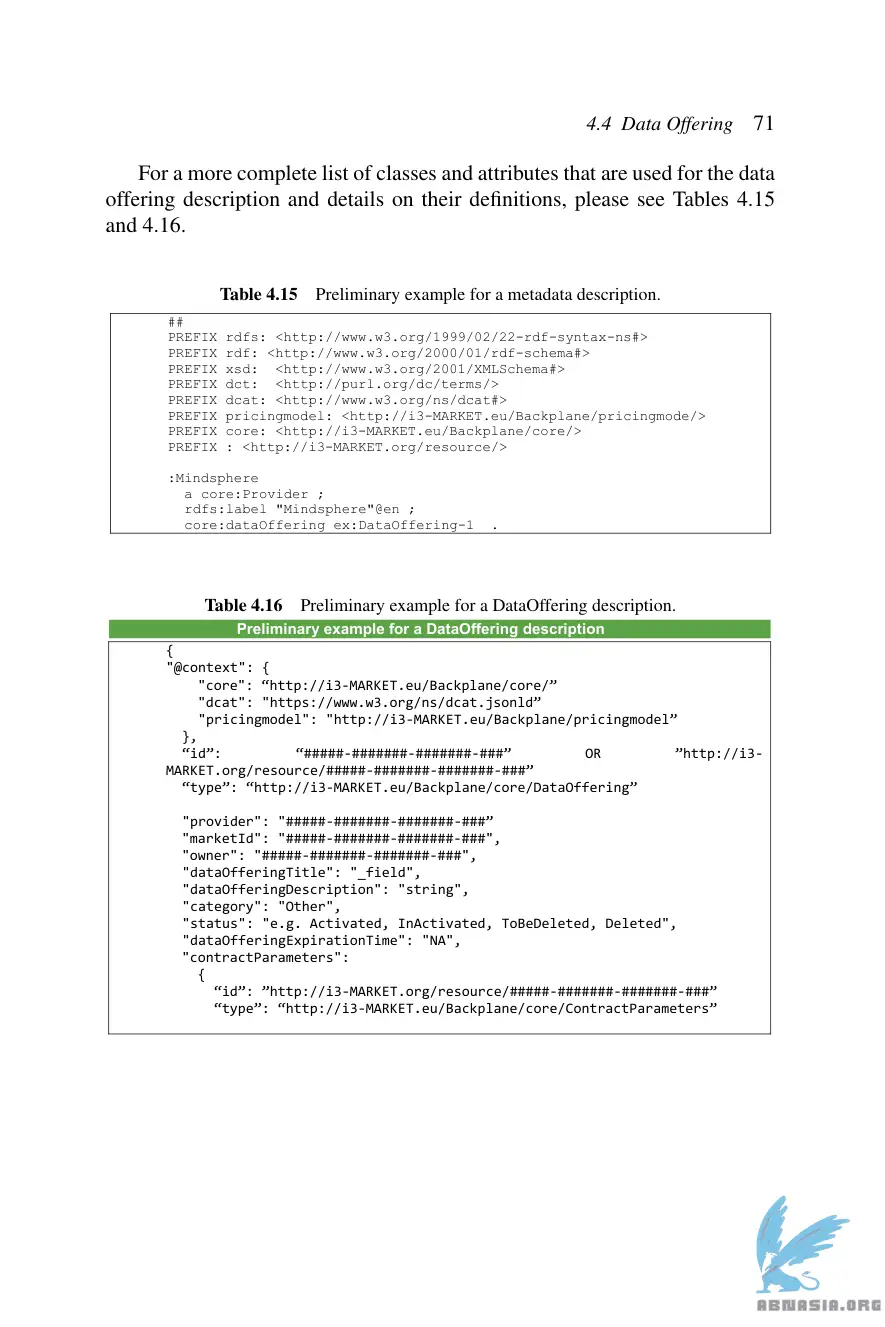 4.4 Data Offering 71
For a more complete list of classes and attributes that are used for the data
offering description and details on their definitions, please see Tables 4.15
and 4.16.
Table 4.15 Preliminary example for a metadata description.
##
PREFIX rdfs: <http://www.w3.org/1999/02/22-rdf-syntax-ns#>
PREFIX rdf: <http://www.w3.org/2000/01/rdf-schema#>
PREFIX xsd: <http://www.w3.org/2001/XMLSchema#>
PREFIX dct: <http://purl.org/dc/terms/>
PREFIX dcat: <http://www.w3.org/ns/dcat#>
PREFIX pricingmodel: <http://i3-MARKET.eu/Backplane/pricingmode/>
PREFIX core: <http://i3-MARKET.eu/Backplane/core/>
PREFIX : <http://i3-MARKET.org/resource/>
:Mindsphere
a core:Provider ;
rdfs:label "Mindsphere"@en ;
core:dataOffering ex:DataOffering-1 .
Table 4.16 Preliminary example for a DataOffering description.
Preliminary example for a DataOffering description
{
"@context": {
"core": “http://i3-MARKET.eu/Backplane/core/”
"dcat": "https://www.w3.org/ns/dcat.jsonld”
"pricingmodel": "http://i3-MARKET.eu/Backplane/pricingmodel”
},
“id”: “#####-#######-#######-###” OR ”http://i3-
MARKET.org/resource/#####-#######-#######-###”
“type”: “http://i3-MARKET.eu/Backplane/core/DataOffering”
"provider": "#####-#######-#######-###”
"marketId": "#####-#######-#######-###",
"owner": "#####-#######-#######-###",
"dataOfferingTitle": "_field",
"dataOfferingDescription": "string",
"category": "Other",
"status": "e.g. Activated, InActivated, ToBeDeleted, Deleted",
"dataOfferingExpirationTime": "NA",
"contractParameters":
{
“id”: ”http://i3-MARKET.org/resource/#####-#######-#######-###”
“type”: “http://i3-MARKET.eu/Backplane/core/ContractParameters”
ABNASIA.ORG